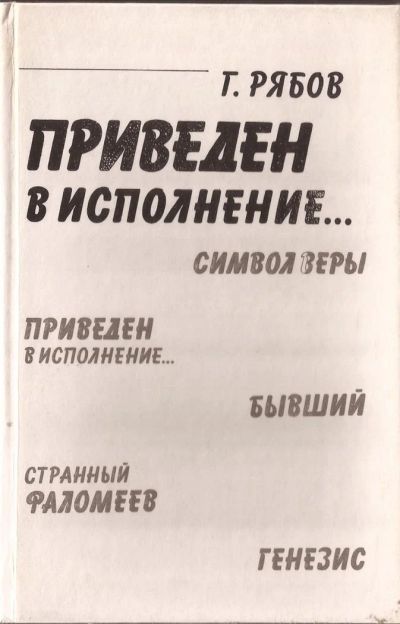 Г. РЯБОВ
ПРИВЕДЕН
В ИСПОЛНЕНИЕ...
СИМВОЛ ВЕРЫ
ПРИВЕДЕН
В ИСПОЛНЕНИЕ...
БЫВШИЙ
СТРАННЫЙ
ФАЛОМЕЕВ
ГЕНЕЗИС